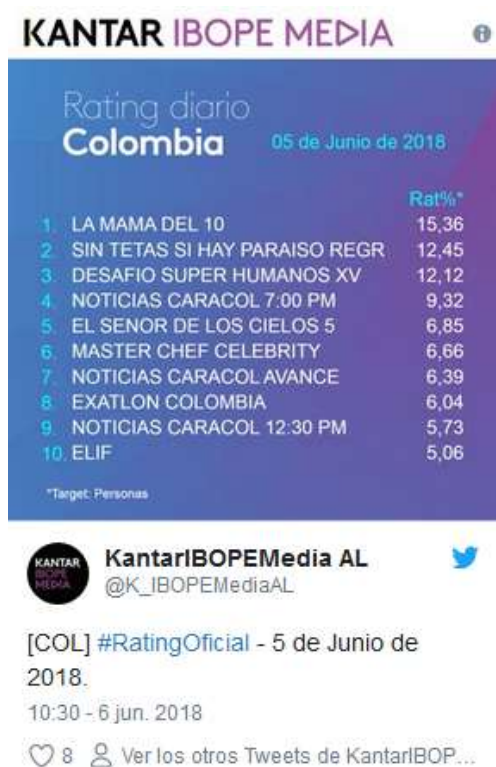 KANTAR IBOPE MEDIA
Rating diario
Colombia 05 de Junio de 2018
Rat%*
1. LA MAMA DEL 10 15,36
2. SIN TETAS SI HAY PARAISO REGR 12,45
3. DESAFIO SUPER HUMANOS XV 12,12
4. NOTICIAS CARACOL 7:00 PM 9,32
5. EL SENOR DE LOS CIELOS 5 6,85
6. MASTER CHEF CELEBRITY 6,66
7. NOTICIAS CARACOL AVANCE 6,39
8. EXATLON COLOMBIA 6,04
9. NOTICIAS CARACOL 12:30 PM 5,73
10. ELIF 5,06
*Target: Personas
KANTAR
IBOPE
MEDIA
KantarIBOPEMedia AL
@K_IBOPEMediaAL
[COL] #RatingOficial - 5 de Junio de
2018.
10:30 - 6 jun. 2018
8 Ver los otros Tweets de KantarIBOP...